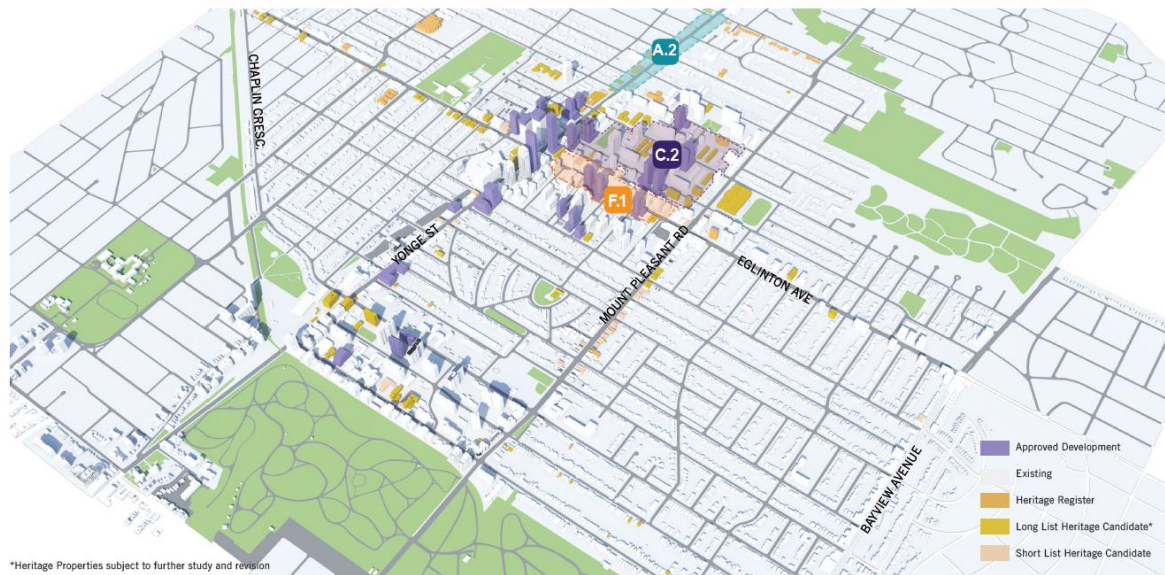 A.2
CHAPLIN CRESC.
C.2
F.1
YONGE ST
MOUNT PLEASANT RD
EGLINTON AVE
BAYVIEW AVENUE
Approved Development
Existing
Heritage Register
Long List Heritage Candidate*
Short List Heritage Candidate
*Heritage Properties subject to further study and revision